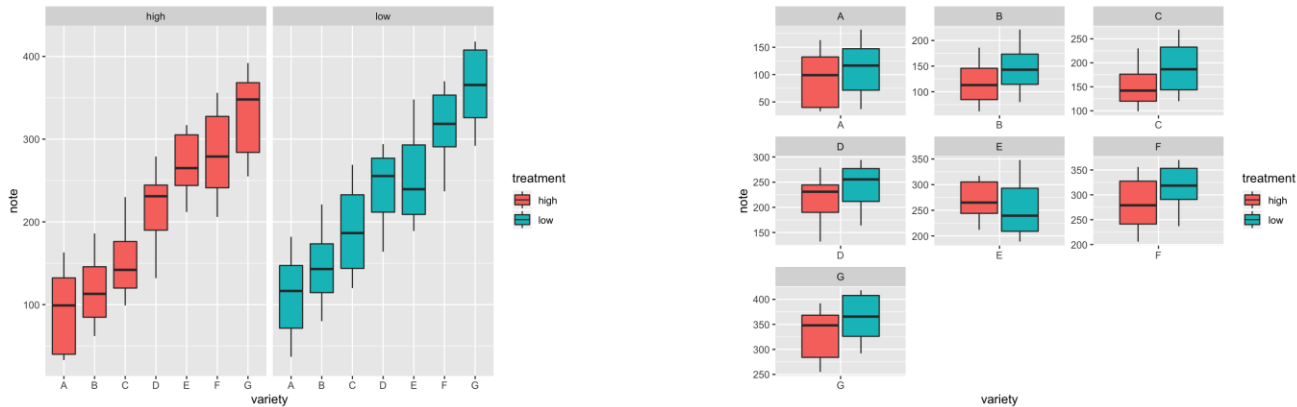 high low
note
400
300
200
100
A B C D E F G A B C D E F G
variety
treatment
high
low
A B C
150
100
50
A
200
150
100
B
250
200
150
100
C
D E F
300
250
200
150
D
350
300
250
200
E
350
300
250
200
F
G
400
350
300
250
G
note
variety
treatment
high
low